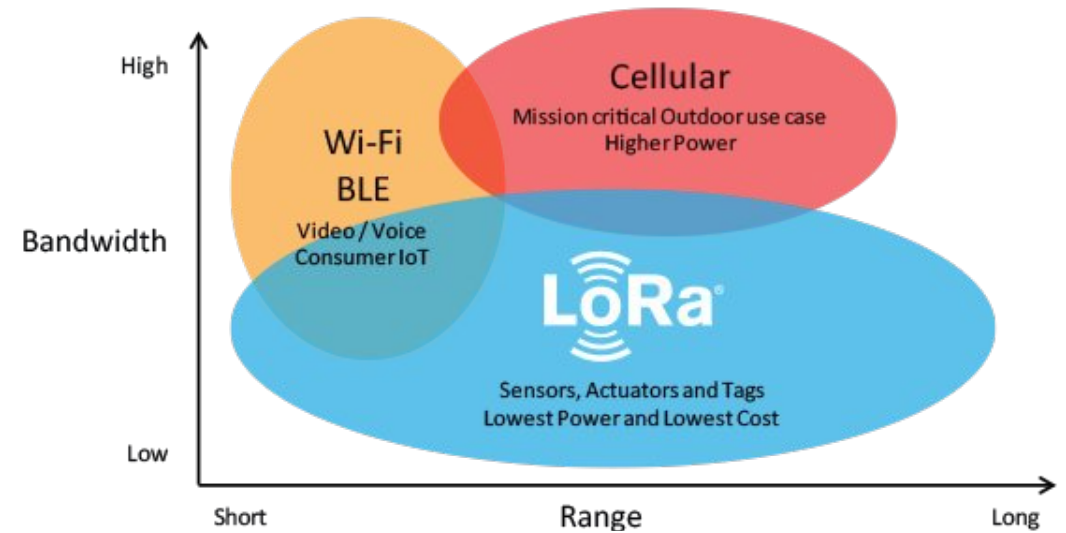 High
Bandwidth
Low
Wi-Fi
BLE
Video / Voice
Consumer IoT
Cellular
Mission critical Outdoor use case
Higher Power
LoRa®
Sensors, Actuators and Tags
Lowest Power and Lowest Cost
Short
Range
Long